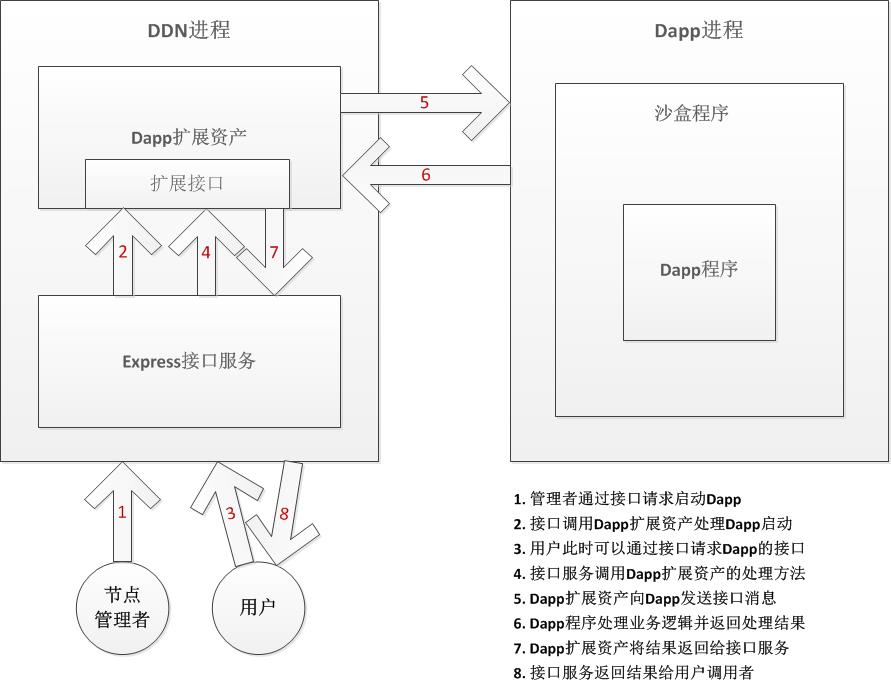 DDN进程
Dapp进程
Dapp扩展资产
扩展接口
5
6
沙盒程序
Dapp程序
2
4
7
Express接口服务
1
3
8
节点
管理者
用户
1. 管理者通过接口请求启动Dapp
2. 接口调用Dapp扩展资产处理Dapp启动
3. 用户此时可以通过接口请求Dapp的接口
4. 接口服务调用Dapp扩展资产的处理方法
5. Dapp扩展资产向Dapp发送接口消息
6. Dapp程序处理业务逻辑并返回处理结果
7. Dapp扩展资产将结果返回给接口服务
8. 接口服务返回结果给用户调用者